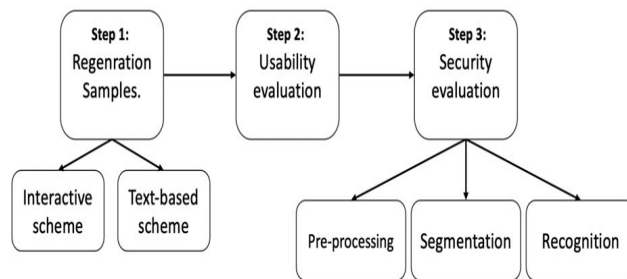 Step 1:
Regenration
Samples.
Step 2:
Usability
evaluation
Step 3:
Security
evaluation
Interactive
scheme
Text-based
scheme
Pre-processing
Segmentation
Recognition